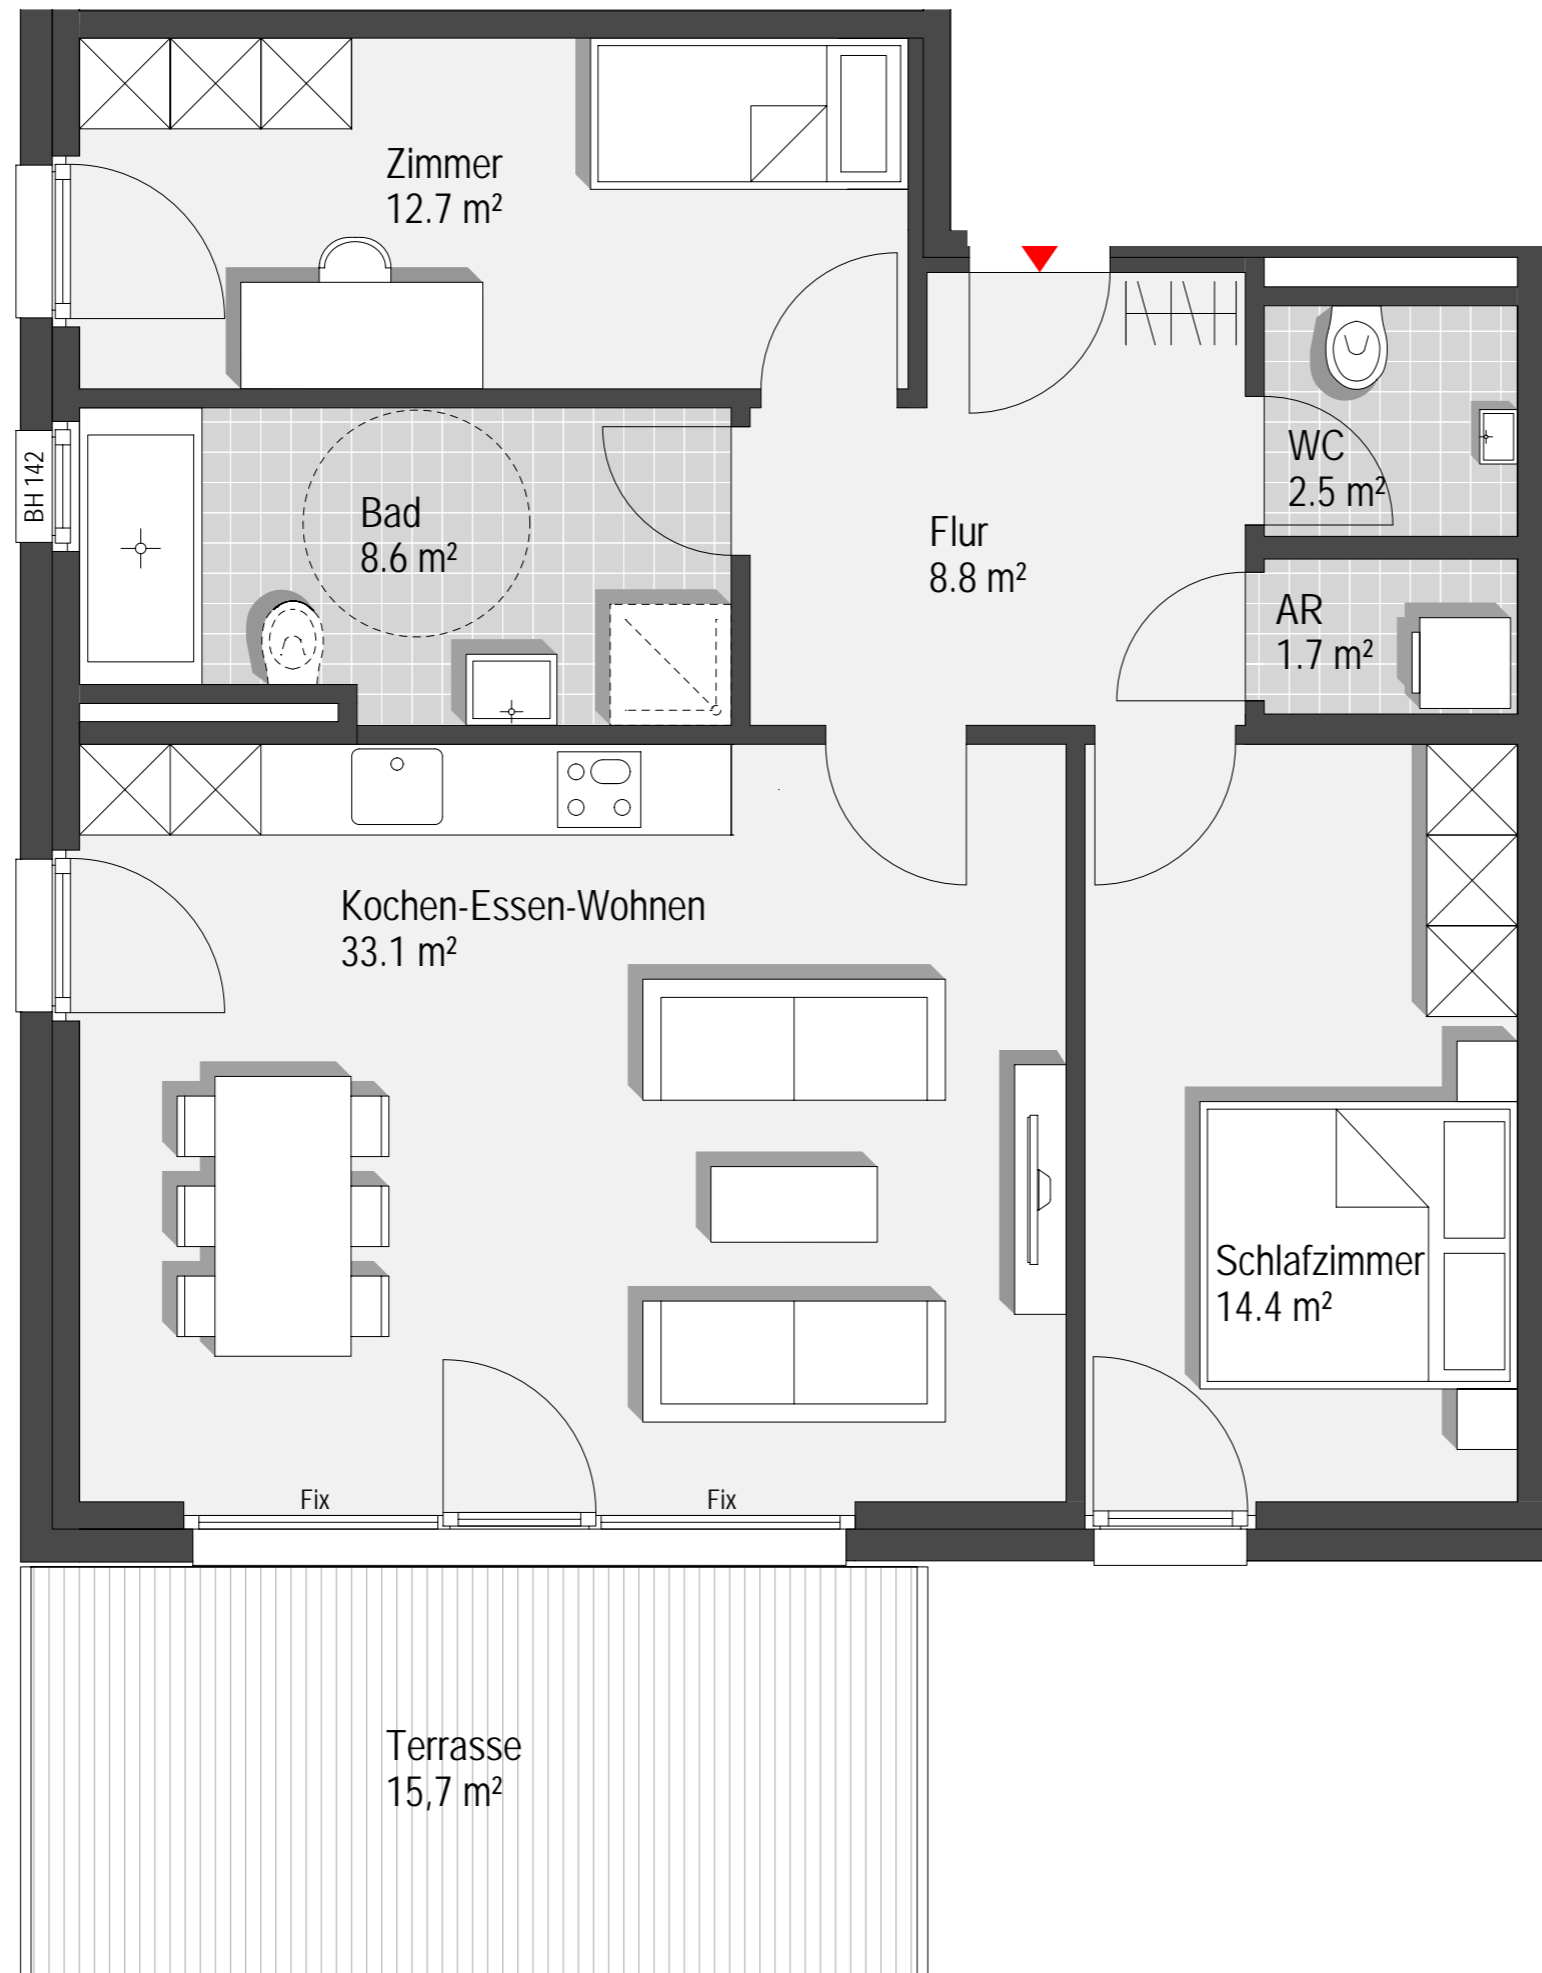 Zimmer
12.7 m²
BH 142
Bad
8.6 m²
Flur
8.8 m²
WC
2.5 m²
AR
1.7 m²
Kochen-Essen-Wohnen
33.1 m²
Schlafzimmer
14.4 m²
Fix
Fix
Terrasse
15,7 m²